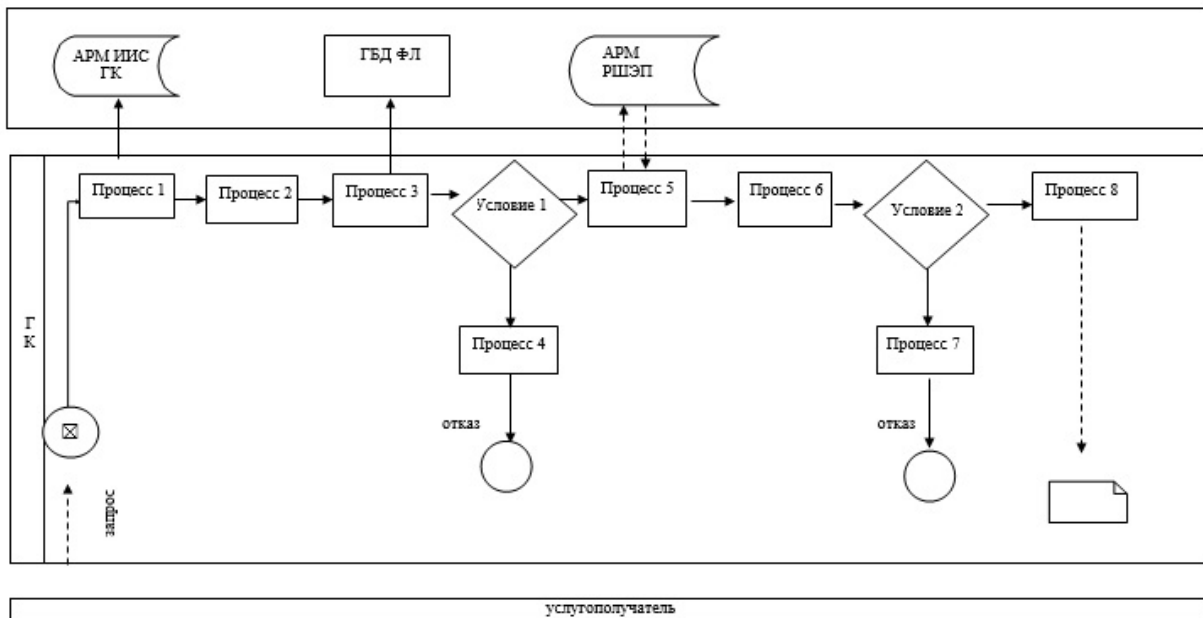 АРМ ИИС
ГК
ГБД ФЛ
АРМ
РШЭП
Процесс 1
Процесс 2
Процесс 3
Условие 1
Процесс 5
Процесс 6
Условие 2
Процесс 8
Г
К
Процесс 4
Процесс 7
отказ
отказ
запрос
услугополучатель